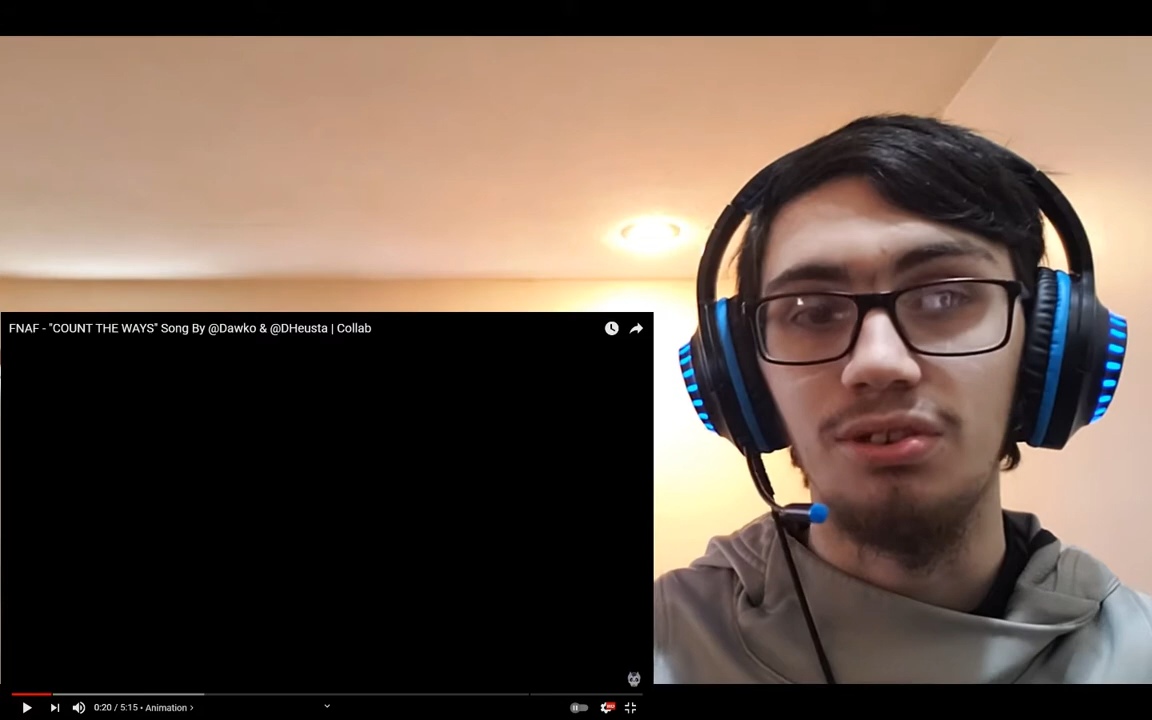 FNAF - "COUNT THE WAYS" Song By @Dawko & @DHeusta | Collab
0:20 / 5:15 • Animation ›